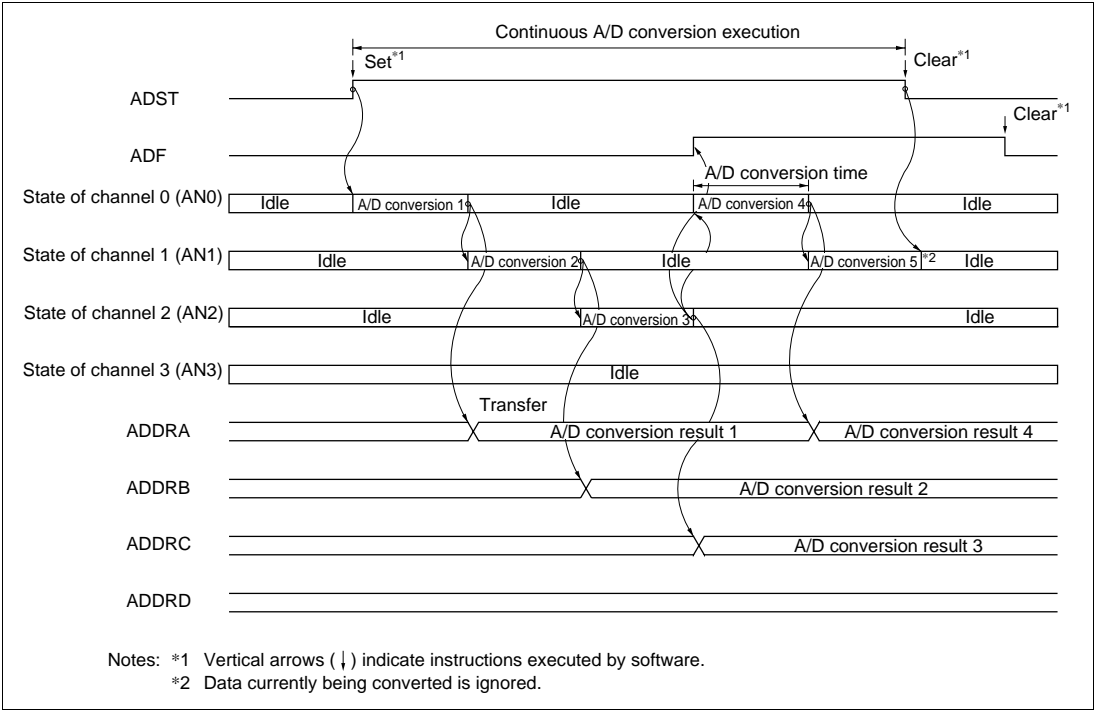 Continuous A/D conversion execution
Set*1
Clear*1
ADST
Clear*1
ADF
A/D conversion time
State of channel 0 (AN0) Idle A/D conversion 1 Idle A/D conversion 4 Idle
State of channel 1 (AN1) Idle A/D conversion 2 Idle A/D conversion 5 *2 Idle
State of channel 2 (AN2) Idle A/D conversion 3 Idle
State of channel 3 (AN3) Idle
Transfer
ADDRA A/D conversion result 1 A/D conversion result 4
ADDRB A/D conversion result 2
ADDRC A/D conversion result 3
ADDRD
Notes: *1 Vertical arrows (↓) indicate instructions executed by software.
*2 Data currently being converted is ignored.